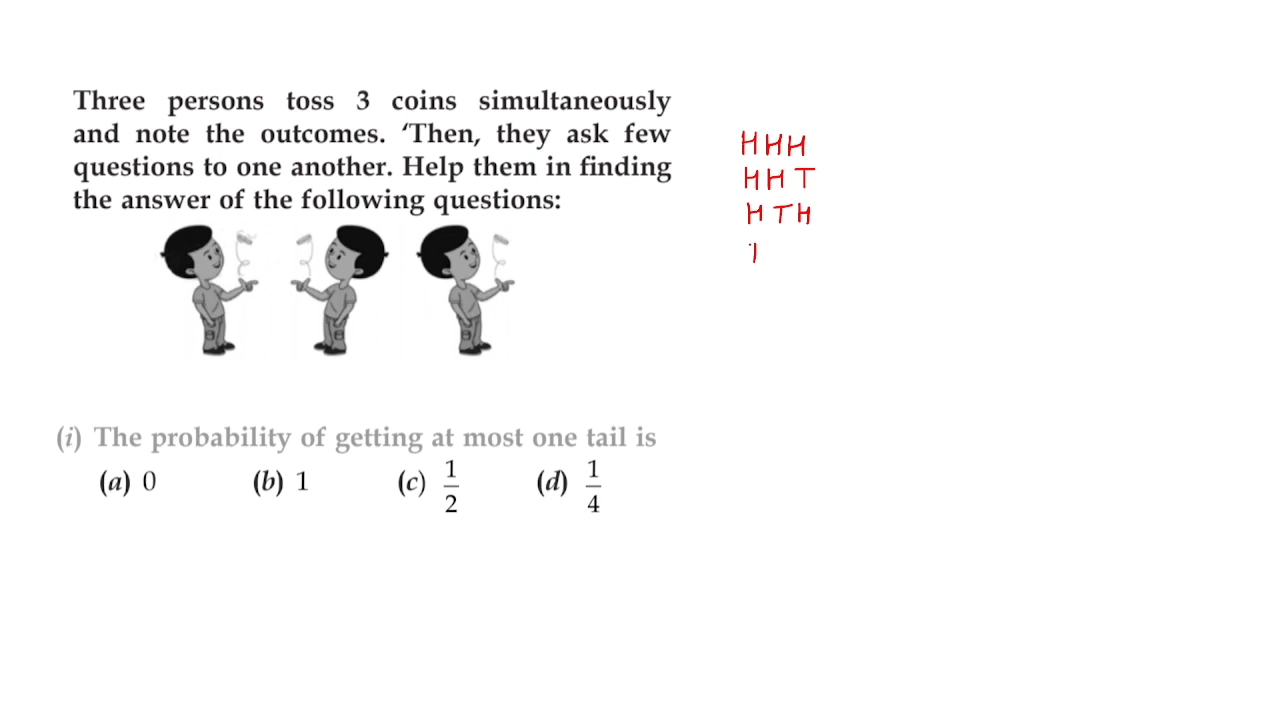 Three persons toss 3 coins simultaneously
and note the outcomes. ‘Then, they ask few
questions to one another. Help them in finding
the answer of the following questions:
HHH
HHT
HTH
(i) The probability of getting at most one tail is
(a) 0 (b) 1 (c) 1/2 (d) 1/4